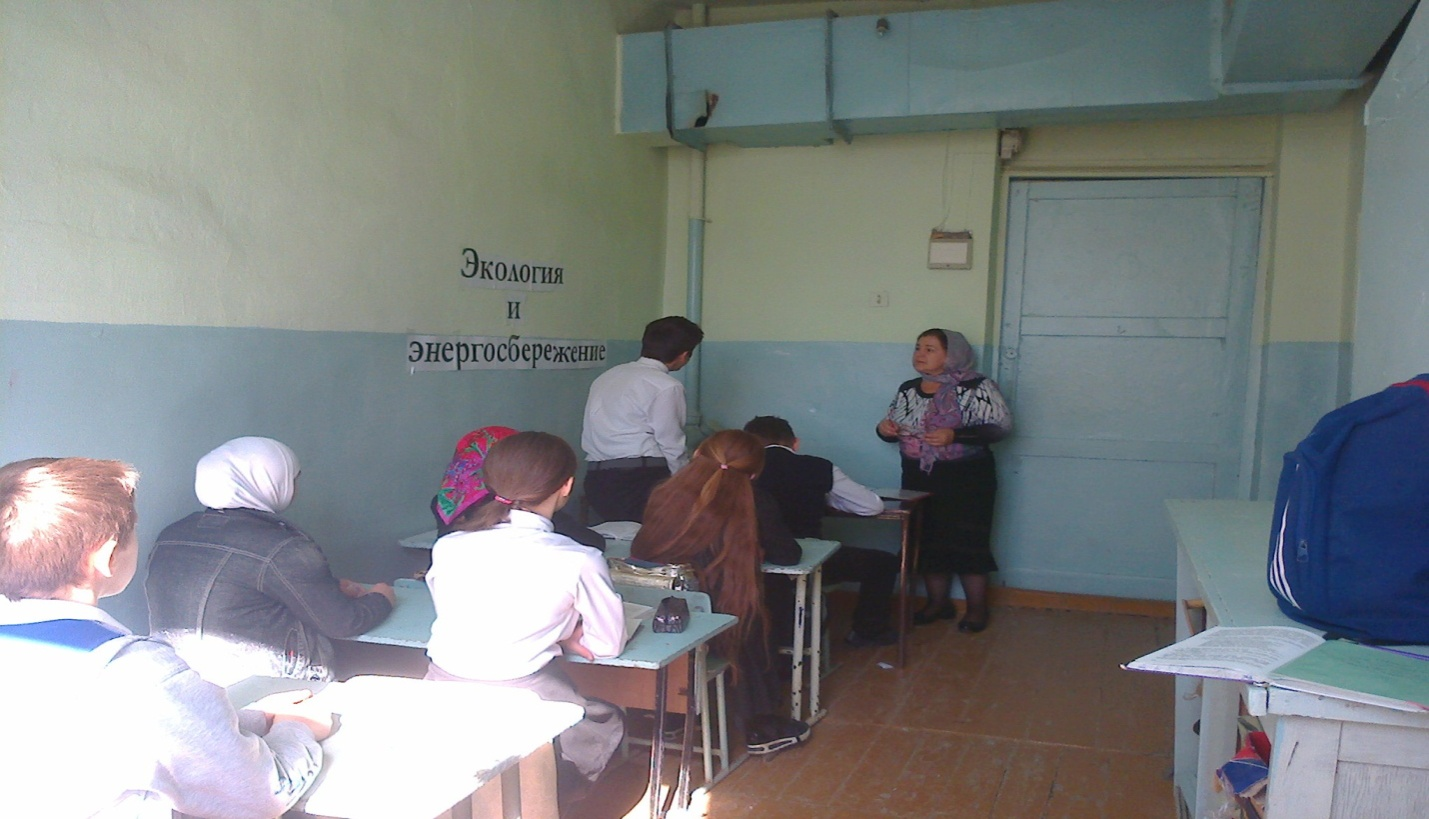 Экология
и
энергосбережение